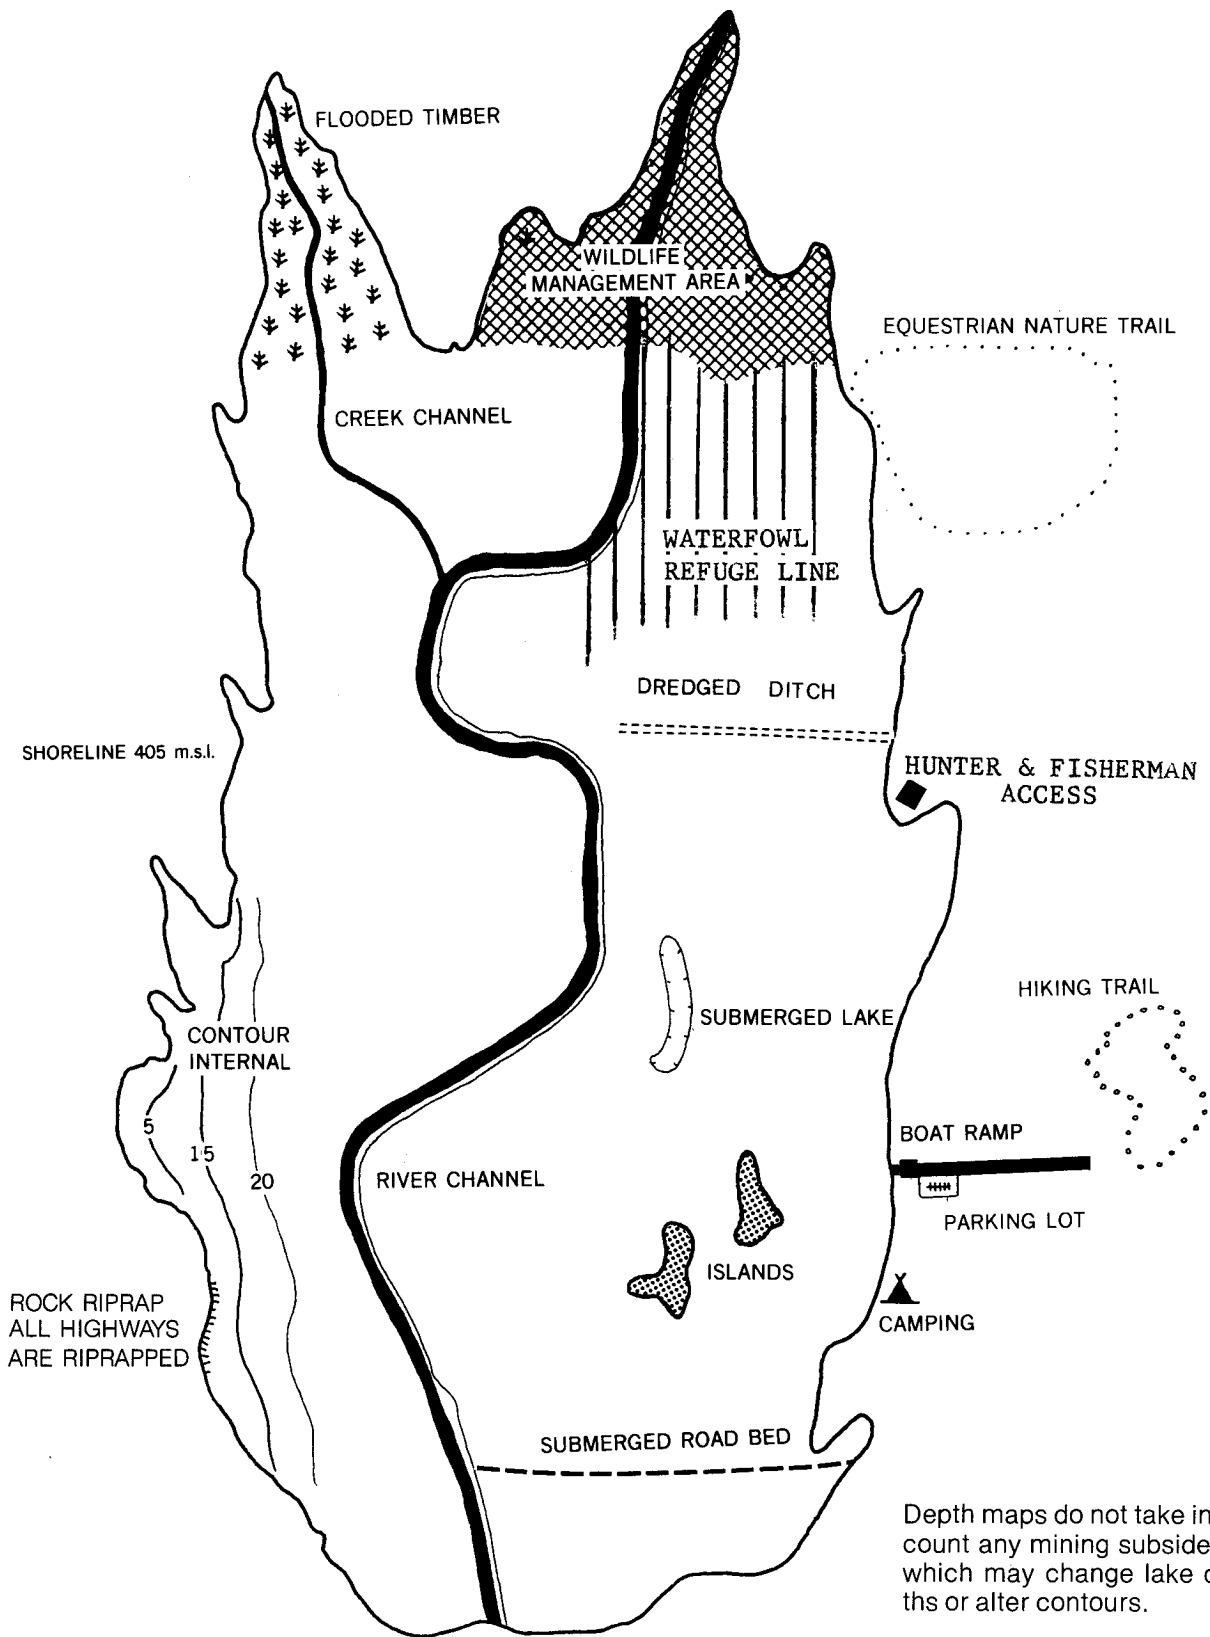 FLOODED TIMBER
WILDLIFE
MANAGEMENT AREA
EQUESTRIAN NATURE TRAIL
CREEK CHANNEL
WATERFOWL
REFUGE LINE
DREDGED DITCH
SHORELINE 405 m.s.l.
HUNTER & FISHERMAN
ACCESS
HIKING TRAIL
SUBMERGED LAKE
CONTOUR
INTERNAL
5
15
20
BOAT RAMP
RIVER CHANNEL
PARKING LOT
ISLANDS
ROCK RIPRAP
ALL HIGHWAYS
ARE RIPRAPPED
CAMPING
SUBMERGED ROAD BED
Depth maps do not take in
count any mining subside
which may change lake d
ths or alter contours.